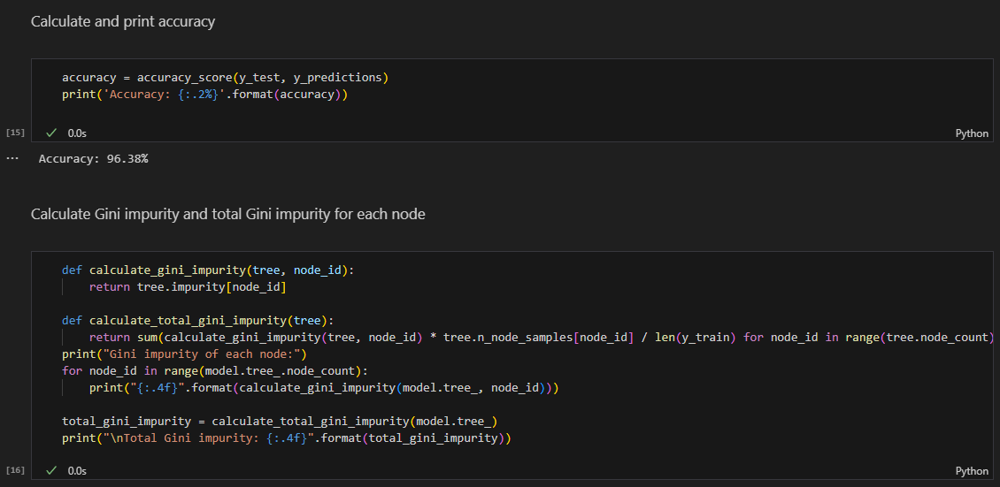 Calculate and print accuracy
accuracy = accuracy_score(y_test, y_predictions)
print('Accuracy: {:.2%}'.format(accuracy))
[15]
0.0s
Python
... Accuracy: 96.38%
Calculate Gini impurity and total Gini impurity for each node
def calculate_gini_impurity(tree, node_id):
    return tree.impurity[node_id]
def calculate_total_gini_impurity(tree):
    return sum(calculate_gini_impurity(tree, node_id) * tree.n_node_samples[node_id] / len(y_train) for node_id in range(tree.node_count)
print("Gini impurity of each node:")
for node_id in range(model.tree_.node_count):
    print("{:.4f}".format(calculate_gini_impurity(model.tree_, node_id)))
total_gini_impurity = calculate_total_gini_impurity(model.tree_)
print("\nTotal Gini impurity: {:.4f}".format(total_gini_impurity))
[16]
0.0s
Python